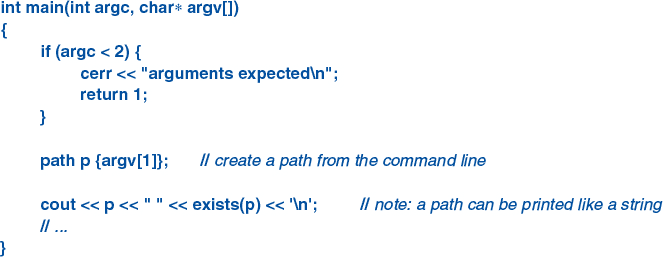 int main(int argc, char∗ argv[])
{
if (argc < 2) {
cerr << "arguments expected\n";
return 1;
}
path p {argv[1]}; // create a path from the command line
cout << p << " " << exists(p) << '\n'; // note: a path can be printed like a string
// ...
}